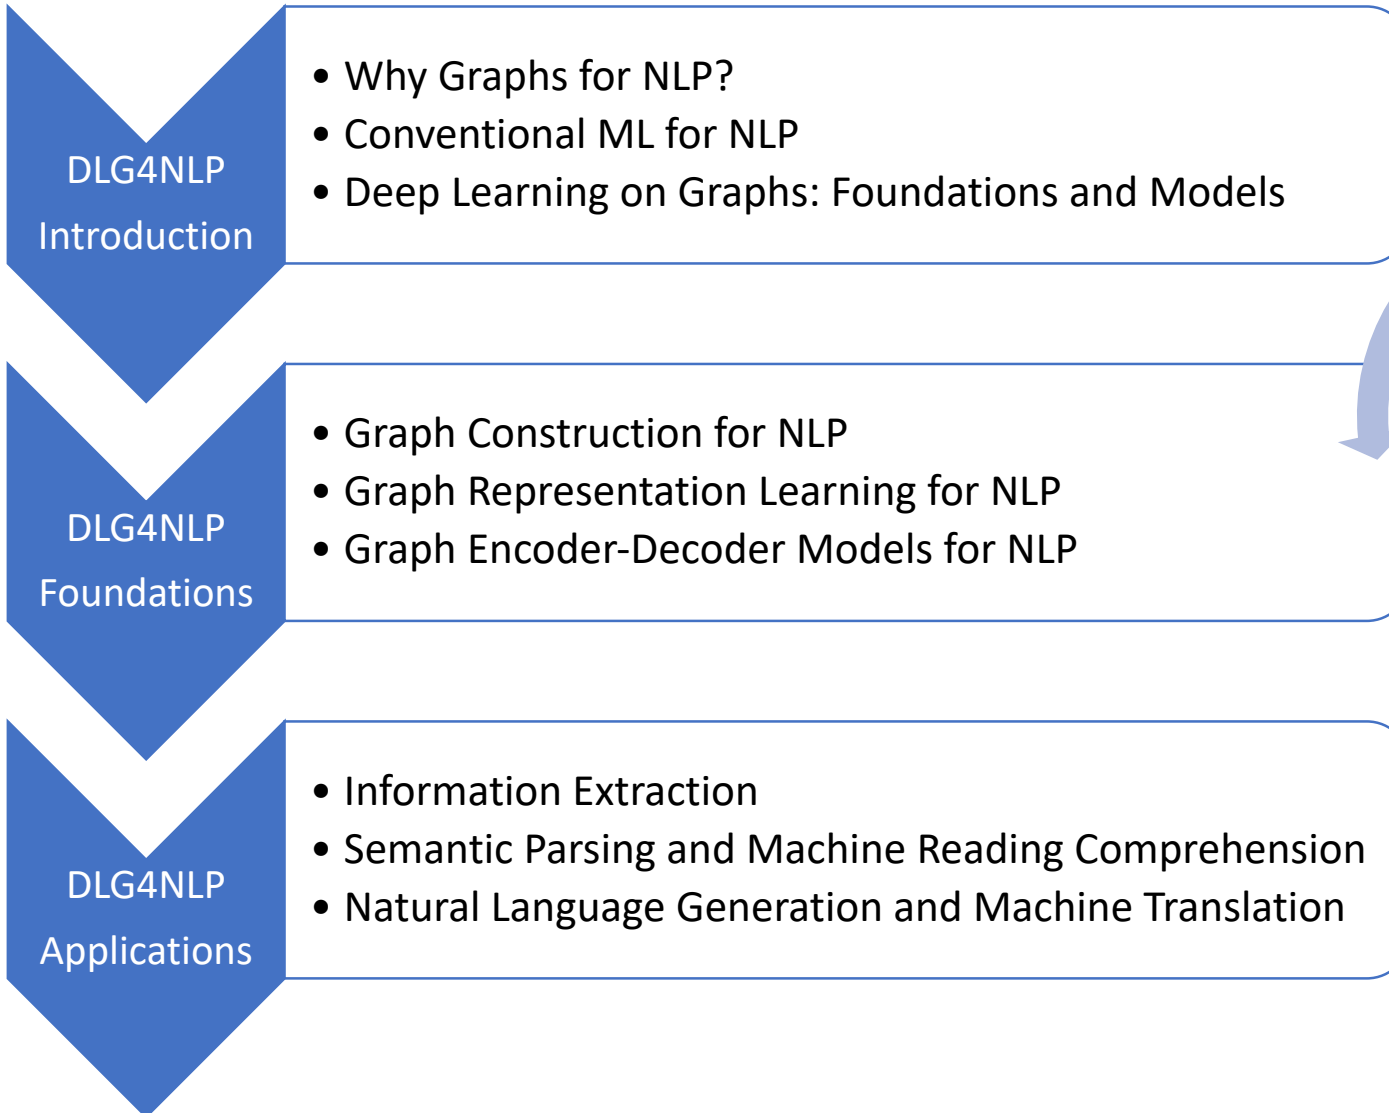 DLG4NLP
Introduction
• Why Graphs for NLP?
• Conventional ML for NLP
• Deep Learning on Graphs: Foundations and Models
DLG4NLP
Foundations
• Graph Construction for NLP
• Graph Representation Learning for NLP
• Graph Encoder-Decoder Models for NLP
DLG4NLP
Applications
• Information Extraction
• Semantic Parsing and Machine Reading Comprehension
• Natural Language Generation and Machine Translation